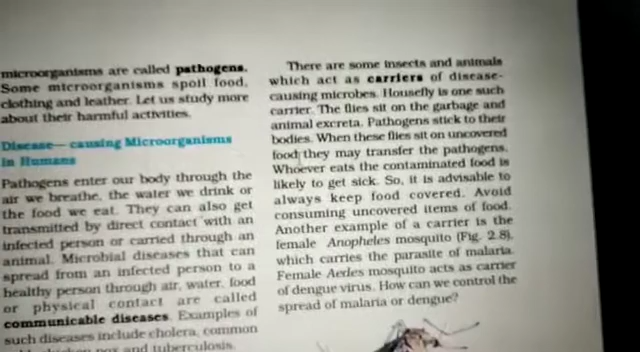 microorganisms are called pathogens.
Some microorganisms spoil food,
clothing and leather. Let us study more
about their harmful activities.
Disease— causing Microorganisms
in Humans
Pathogens enter our body through the
air we breathe, the water we drink or
the food we eat. They can also get
transmitted by direct contact with an
infected person or carried through an
animal. Microbial diseases that can
spread from an infected person to a
healthy person through air, water, food
or physical contact are called
communicable diseases. Examples of
such diseases include cholera, common
pox and tuberculosis.
There are some insects and animals
which act as carriers of disease-
causing microbes. Housefly is one such
carrier. The flies sit on the garbage and
animal excreta. Pathogens stick to their
bodies. When these flies sit on uncovered
food they may transfer the pathogens.
Whoever eats the contaminated food is
likely to get sick. So, it is advisable to
always keep food covered. Avoid
consuming uncovered items of food.
Another example of a carrier is the
female Anopheles mosquito (Fig. 2.8),
which carries the parasite of malaria.
Female Aedes mosquito acts as carrier
of dengue virus. How can we control the
spread of malaria or dengue?